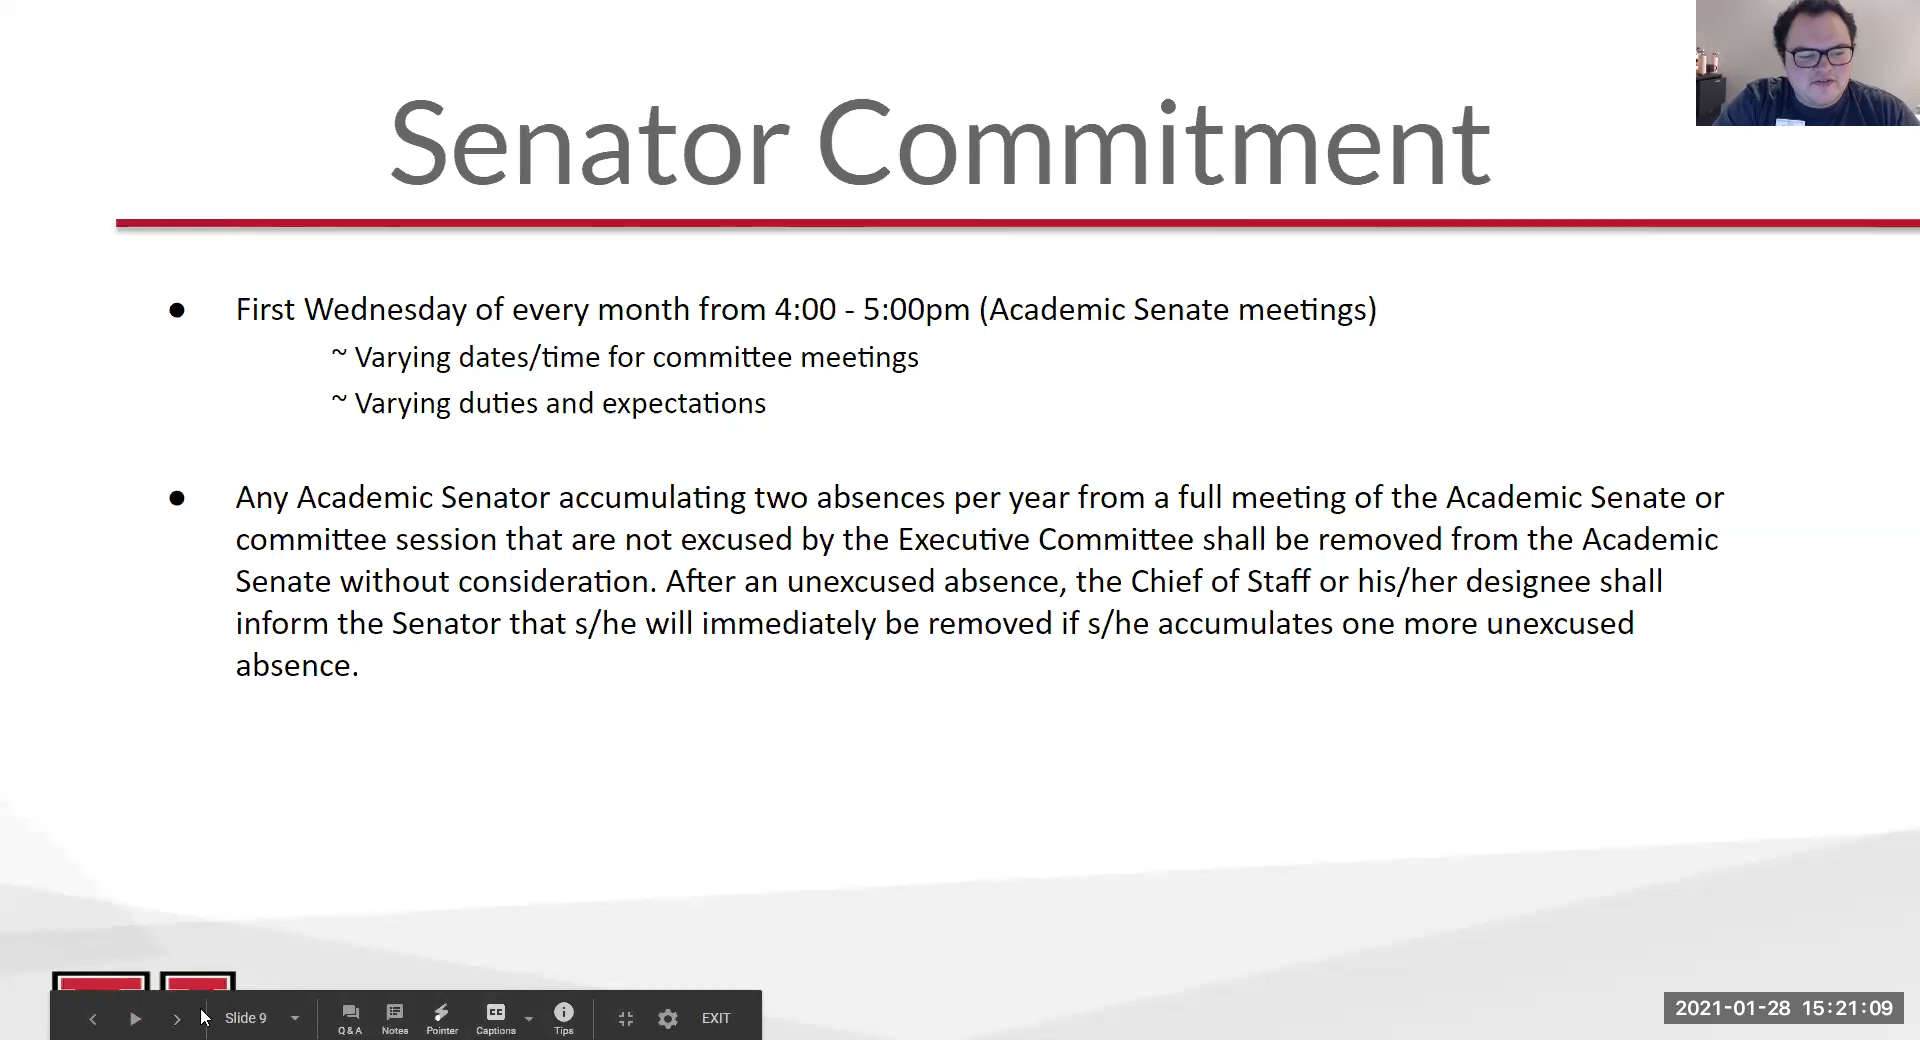 Senator Commitment
● First Wednesday of every month from 4:00 - 5:00pm (Academic Senate meetings)
~ Varying dates/time for committee meetings
~ Varying duties and expectations
● Any Academic Senator accumulating two absences per year from a full meeting of the Academic Senate or
committee session that are not excused by the Executive Committee shall be removed from the Academic
Senate without consideration. After an unexcused absence, the Chief of Staff or his/her designee shall
inform the Senator that s/he will immediately be removed if s/he accumulates one more unexcused
absence.
Slide 9
Q & A
Notes
Pointer
CC
Captions
Tips
EXIT
2021-01-28 15:21:09